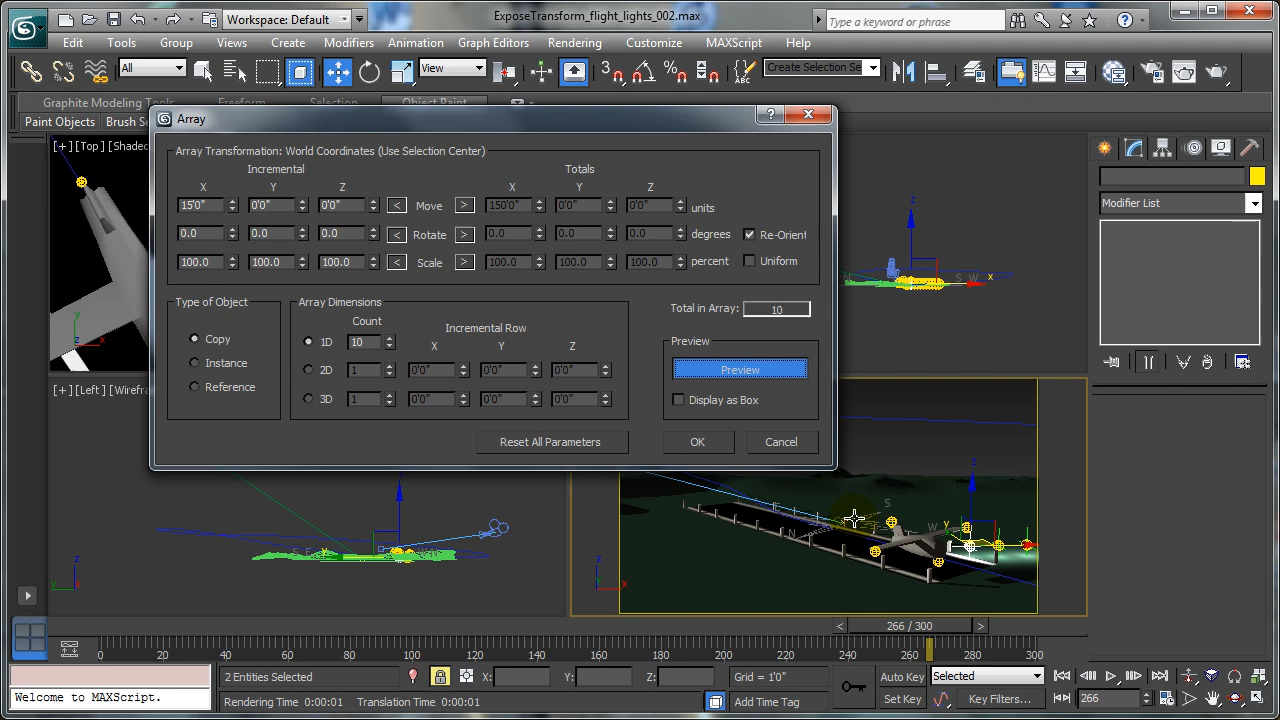 Workspace: Default
ExposeTransform_flight_lights_002.max
Type a keyword or phrase
Edit Tools Group Views Create Modifiers Animation Graph Editors Rendering Customize MAXScript Help
All
View
Create Selection Se
Graphite Modeling Tools Freeform Selection Object Paint
Paint Objects Brush Se
Array
[+] [Top] [Shaded
Array Transformation: World Coordinates (Use Selection Center)
Incremental Totals
X Y Z X Y Z
15'0" 0'0" 0'0" < Move > 150'0" 0'0" 0'0" units
0.0 0.0 0.0 < Rotate > 0.0 0.0 0.0 degrees Re-Orient
100.0 100.0 100.0 < Scale > 100.0 100.0 100.0 percent Uniform
Modifier List
Type of Object
Array Dimensions
Count
Incremental Row
X Y Z
Total in Array: 10
Copy
1D 10
Preview
Instance
2D 1 0'0" 0'0" 0'0"
Preview
Reference
3D 1 0'0" 0'0" 0'0"
Display as Box
Reset All Parameters OK Cancel
[+] [Left] [Wirefra
z
x
y
S W
N
E
< 266 / 300 >
0 20 40 60 80 100 120 140 160 180 200 220 240 260 280 300
2 Entities Selected X: Y: Z: Grid = 1'0" Auto Key Selected
Welcome to MAXScript. Rendering Time 0:00:01 Translation Time 0:00:01 Add Time Tag Set Key Key Filters... 266